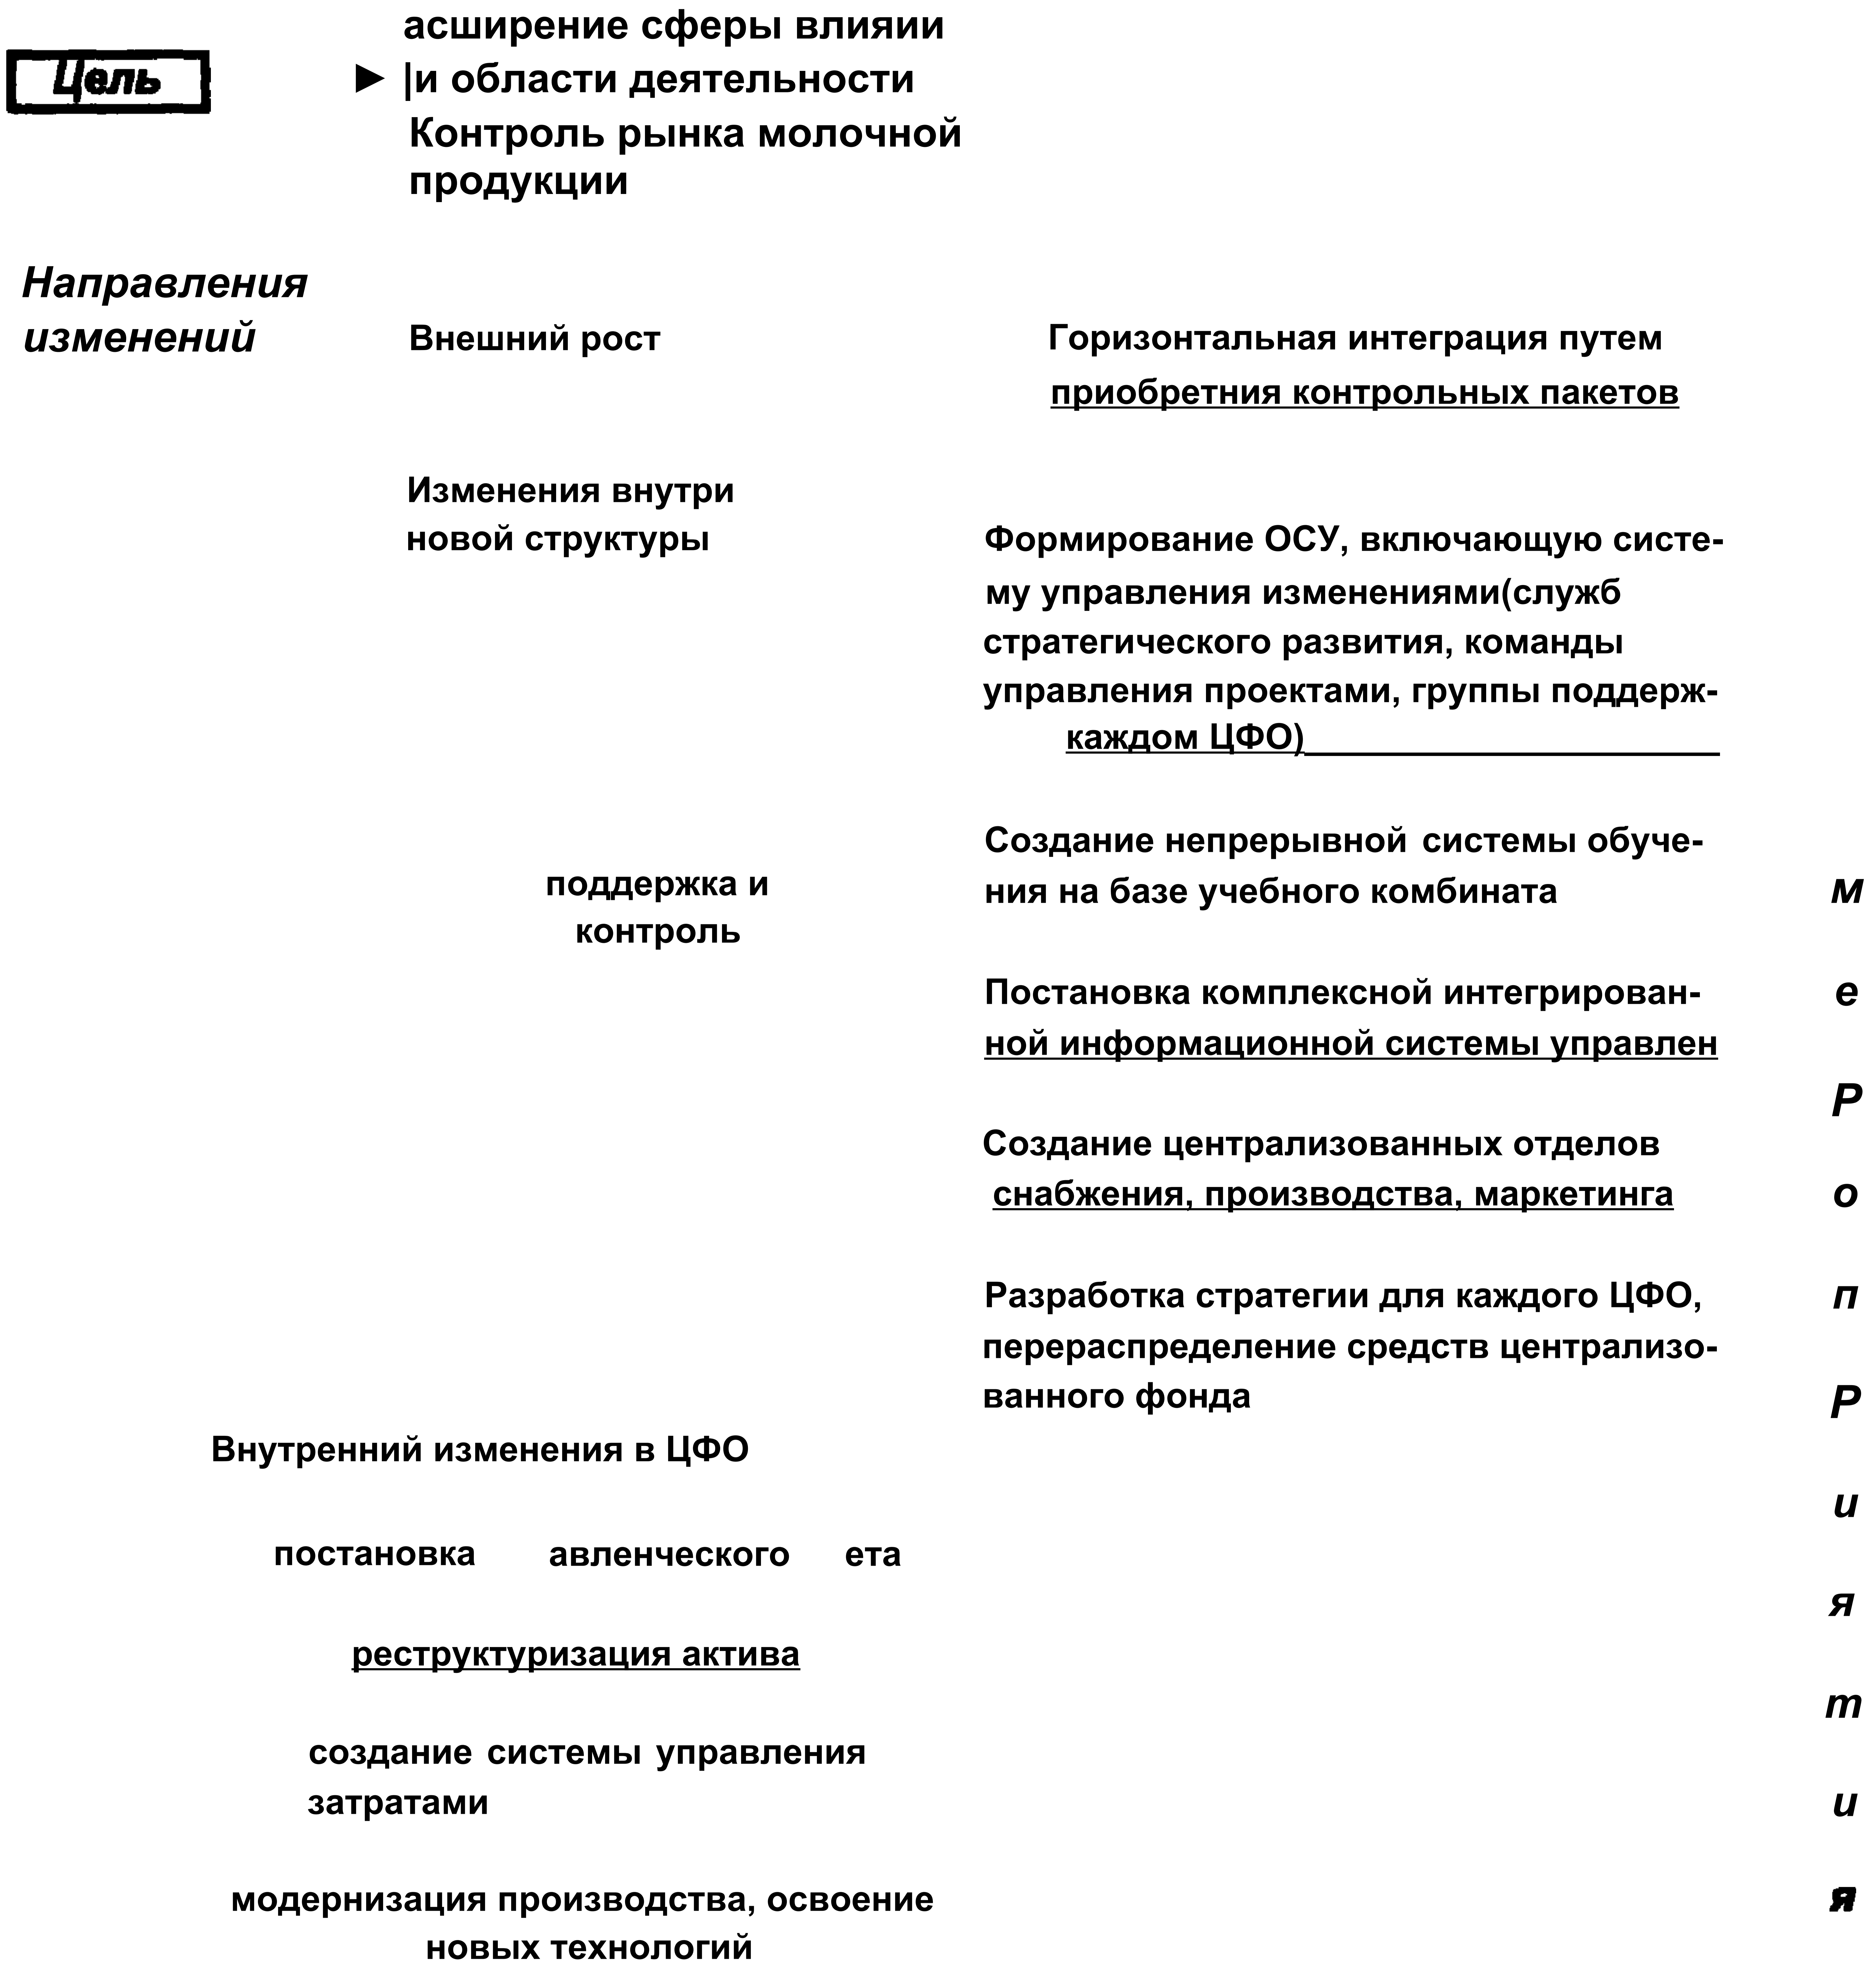 Цель
асширение сферы влияии
► |и области деятельности
Контроль рынка молочной
продукции
Направления
изменений
Внешний рост
Горизонтальная интеграция путем
приобретния контрольных пакетов
Изменения внутри
новой структуры
Формирование ОСУ, включающую систе-
му управления изменениями(служб
стратегического развития, команды
управления проектами, группы поддерж-
каждом ЦФО)
поддержка и
контроль
Создание непрерывной системы обуче-
ния на базе учебного комбината
Постановка комплексной интегрирован-
ной информационной системы управлен
Создание централизованных отделов
снабжения, производства, маркетинга
Разработка стратегии для каждого ЦФО,
перераспределение средств централизо-
ванного фонда
Внутренний изменения в ЦФО
постановка авленческого ета
реструктуризация актива
создание системы управления
затратами
модернизация производства, освоение
новых технологий
м
е
Р
о
п
Р
и
я
т
и
я